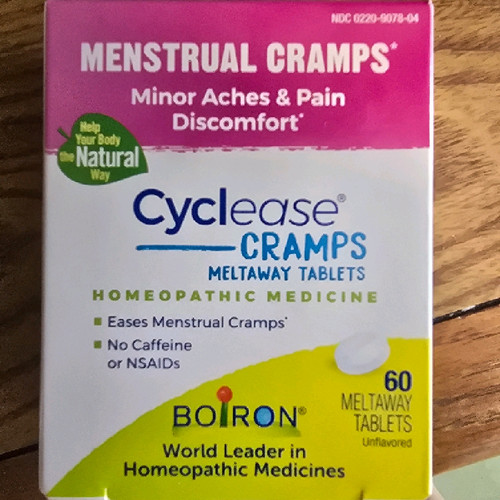 NDC 0220-9078-04
MENSTRUAL CRAMPS*
Minor Aches & Pain
Discomfort*
Help
Your Body
the Natural
Way
Cyclease®
CRAMPS
MELTAWAY TABLETS
HOMEOPATHIC MEDICINE
▪ Eases Menstrual Cramps*
▪ No Caffeine
or NSAIDs
60
MELTAWAY
TABLETS
Unflavored
BOIRON®
World Leader in
Homeopathic Medicines